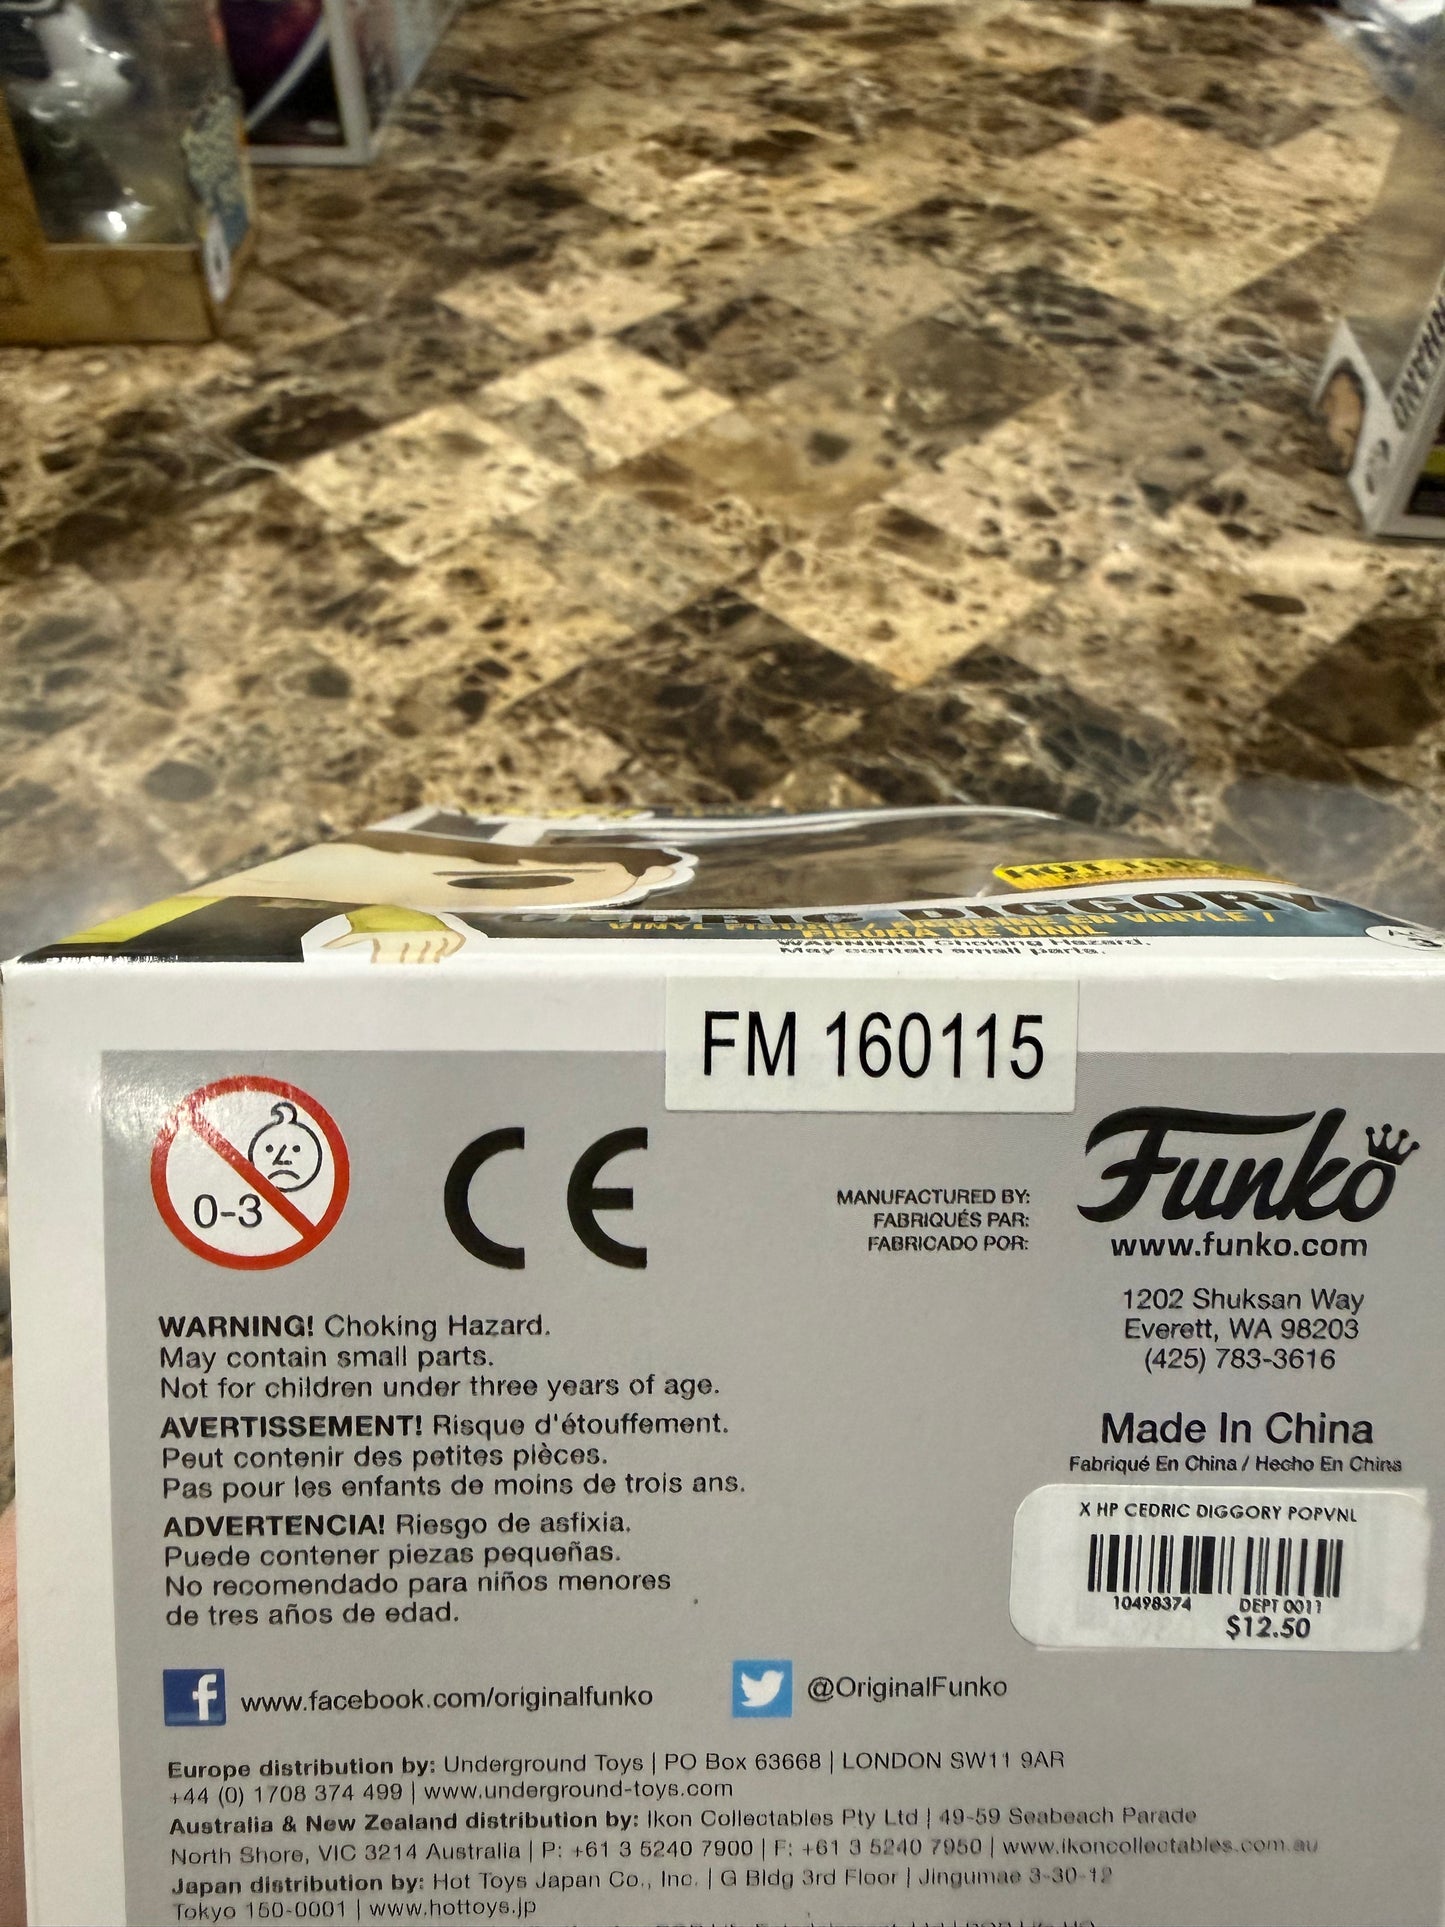 HOT TOPIC
CEDRIC DIGGORY
VINYL FIGURE / FIGURINE EN VINYLE /
FIGURA DE VINIL
WARNING! Choking Hazard.
May contain small parts.
FM 160115
0-3
CE
MANUFACTURED BY:
FABRIQUÉS PAR:
FABRICADO POR:
Funko
www.funko.com
1202 Shuksan Way
Everett, WA 98203
(425) 783-3616
Made In China
Fabriqué En China / Hecho En China
X HP CEDRIC DIGGORY POPVNL
10498374 DEPT 0011
$12.50
WARNING! Choking Hazard.
May contain small parts.
Not for children under three years of age.
AVERTISSEMENT! Risque d'étouffement.
Peut contenir des petites pièces.
Pas pour les enfants de moins de trois ans.
ADVERTENCIA! Riesgo de asfixia.
Puede contener piezas pequeñas.
No recomendado para niños menores
de tres años de edad.
f www.facebook.com/originalfunko
@OriginalFunko
Europe distribution by: Underground Toys | PO Box 63668 | LONDON SW11 9AR
+44 (0) 1708 374 499 | www.underground-toys.com
Australia & New Zealand distribution by: Ikon Collectables Pty Ltd | 49-59 Seabeach Parade
North Shore, VIC 3214 Australia | P: +61 3 5240 7900 | F: +61 3 5240 7950 | www.ikoncollectables.com.au
Japan distribution by: Hot Toys Japan Co., Inc. | G Bldg 3rd Floor | Jingumae 3-30-12
Tokyo 150-0001 | www.hottoys.jp